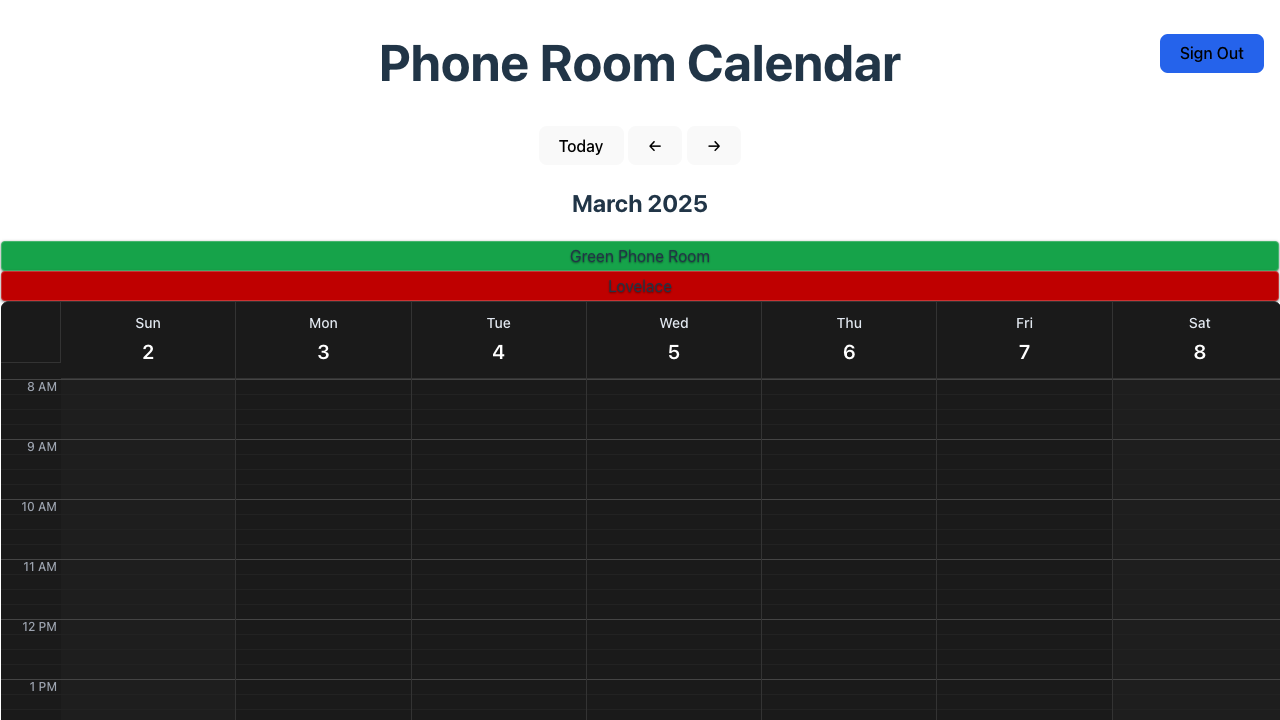 Phone Room Calendar
Sign Out
Today ← →
March 2025
Green Phone Room
Lovelace
Sun Mon Tue Wed Thu Fri Sat
2 3 4 5 6 7 8
8 AM
9 AM
10 AM
11 AM
12 PM
1 PM